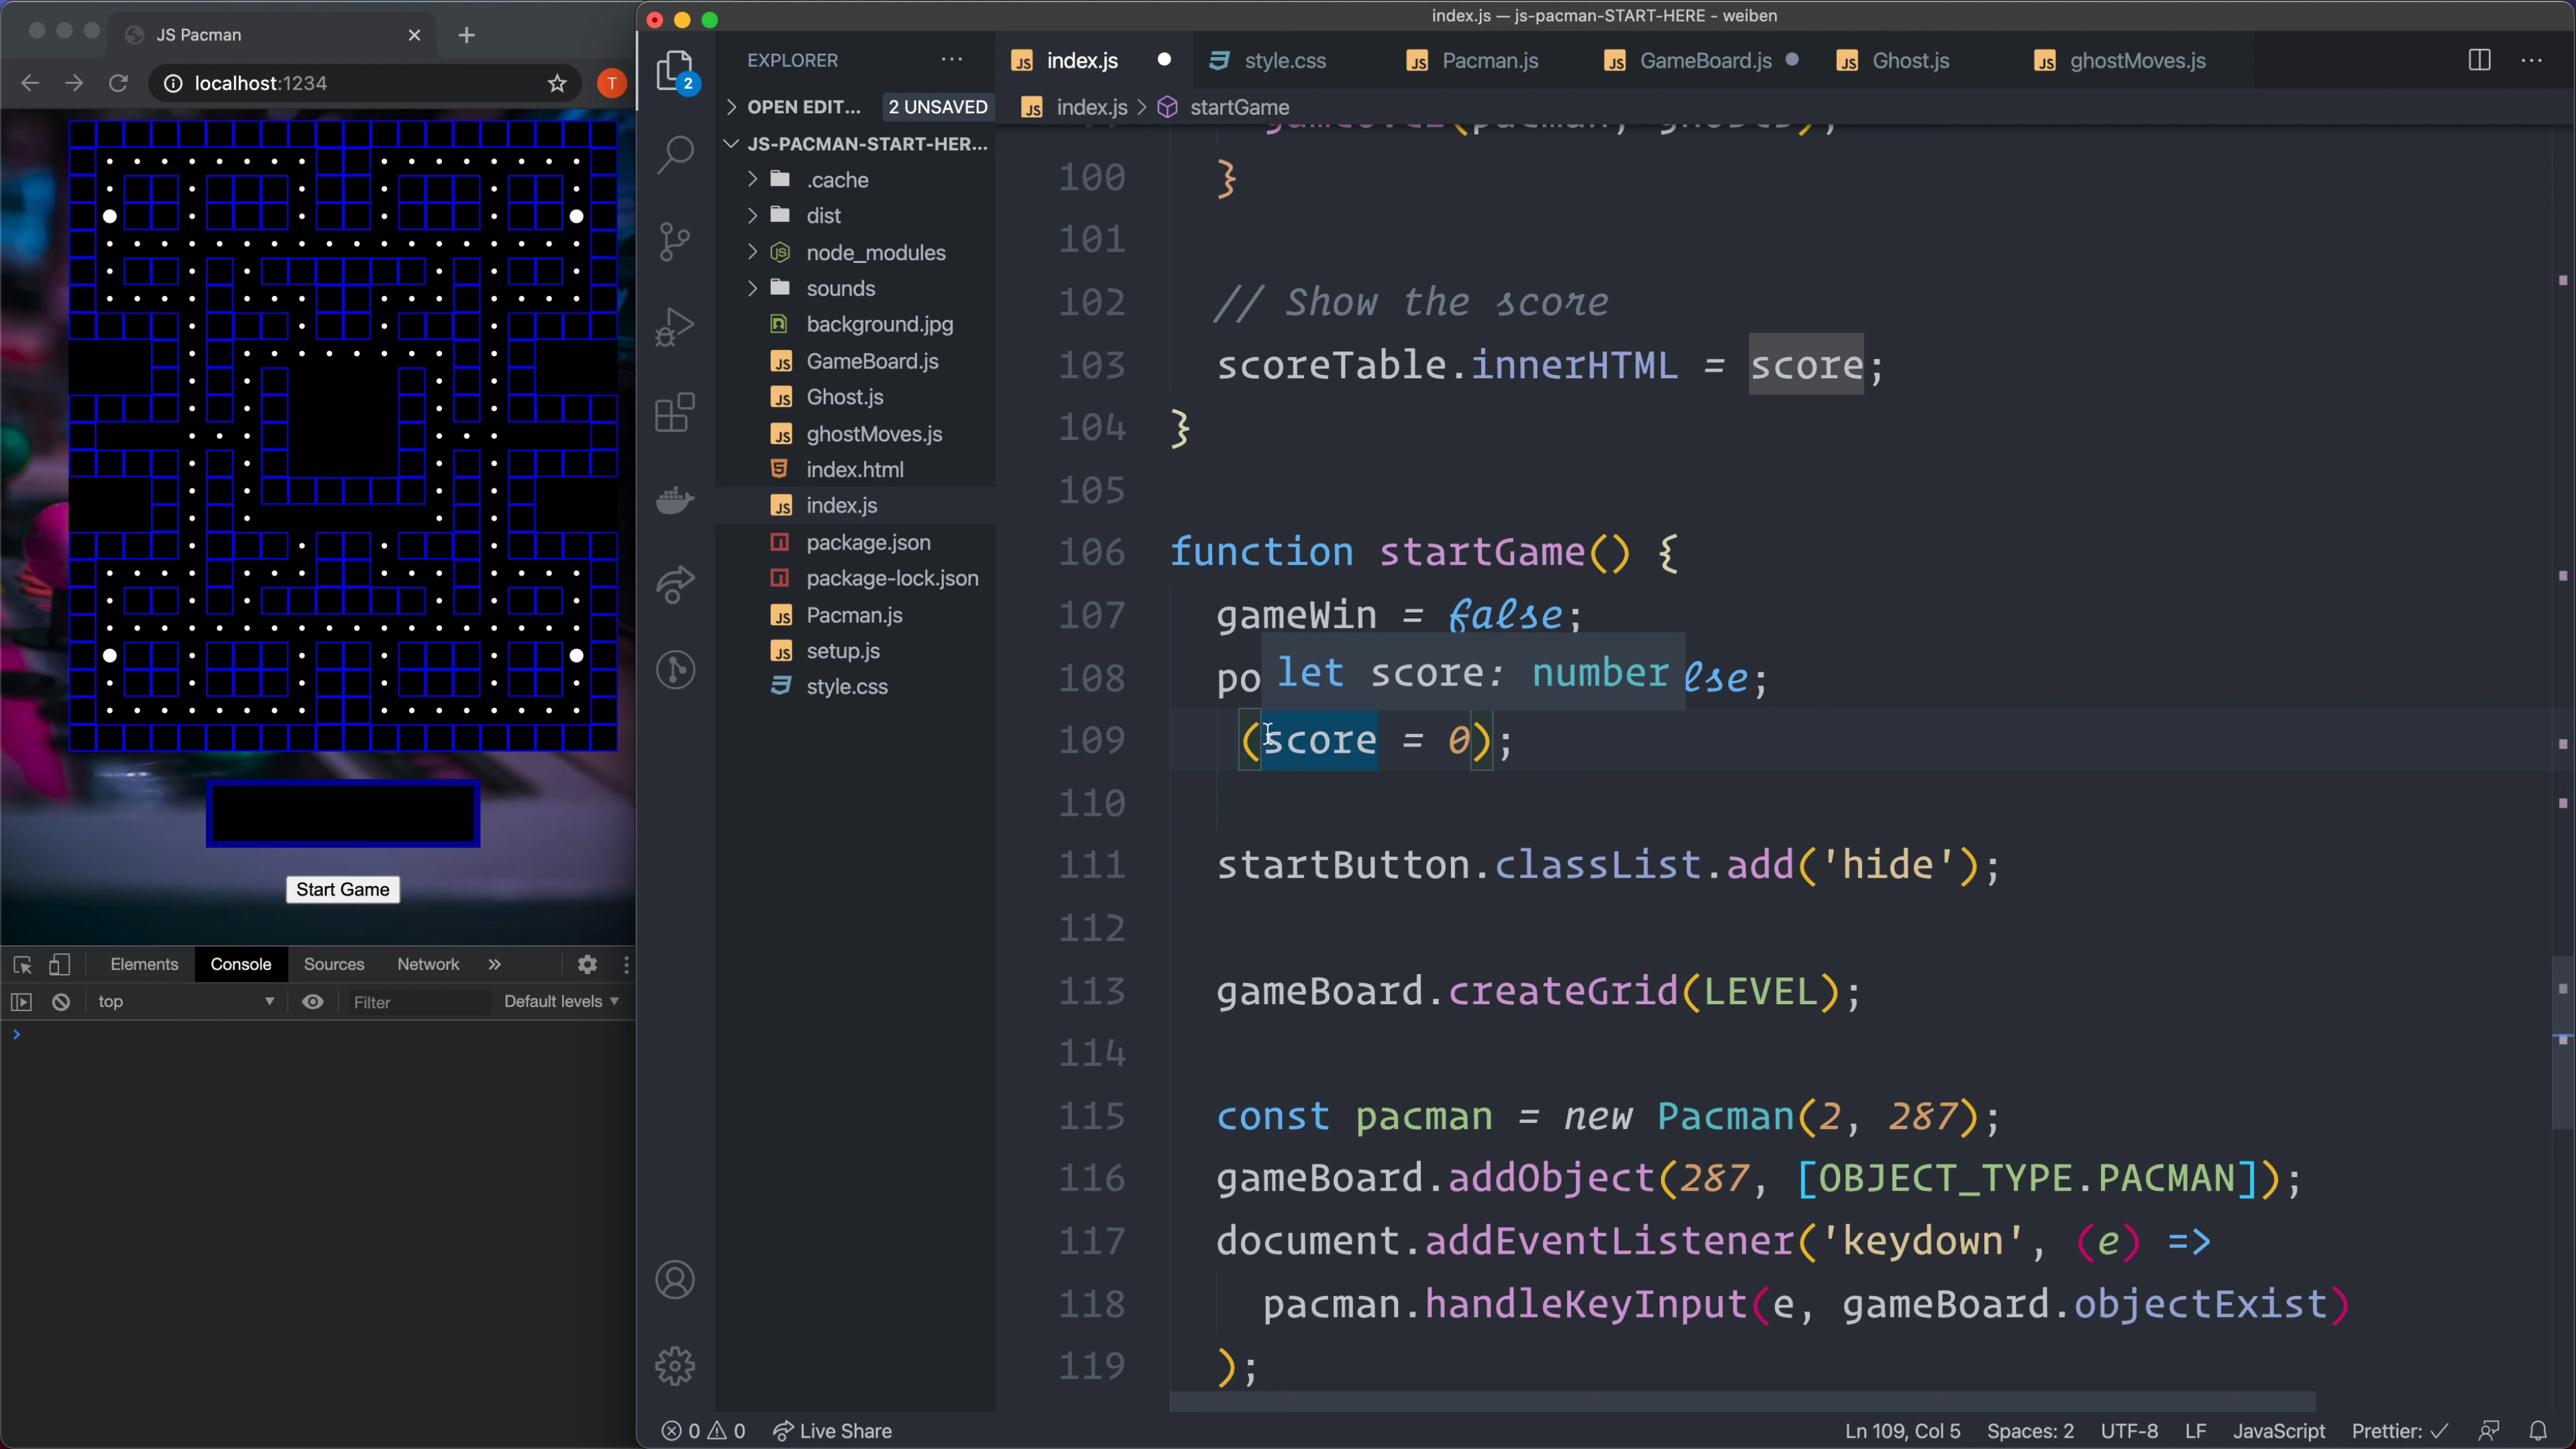 JS Pacman
localhost:1234
T
Start Game
Elements
Console
Sources
Network
top
Filter
Default levels
index.js — js-pacman-START-HERE - weiben
2
EXPLORER
OPEN EDIT...
2 UNSAVED
JS-PACMAN-START-HER...
.cache
dist
node_modules
sounds
background.jpg
GameBoard.js
Ghost.js
ghostMoves.js
index.html
index.js
package.json
package-lock.json
Pacman.js
setup.js
style.css
index.js
style.css
Pacman.js
GameBoard.js
Ghost.js
ghostMoves.js
index.js > startGame
100 }
101
102 // Show the score
103 scoreTable.innerHTML = score;
104 }
105
106 function startGame() {
107 gameWin = false;
let score: number
108 po lse;
109 (score = 0);
110
111 startButton.classList.add('hide');
112
113 gameBoard.createGrid(LEVEL);
114
115 const pacman = new Pacman(2, 287);
116 gameBoard.addObject(287, [OBJECT_TYPE.PACMAN]);
117 document.addEventListener('keydown', (e) =>
118 pacman.handleKeyInput(e, gameBoard.objectExist)
119 );
0 0 Live Share
Ln 109, Col 5 Spaces: 2 UTF-8 LF JavaScript Prettier: ✓